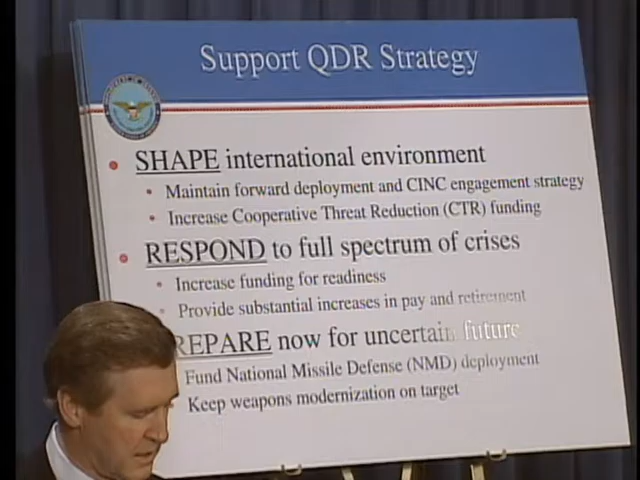 Support QDR Strategy
• SHAPE international environment
• Maintain forward deployment and CINC engagement strategy
• Increase Cooperative Threat Reduction (CTR) funding
• RESPOND to full spectrum of crises
• Increase funding for readiness
• Provide substantial increases in pay and retirement
REPARE now for uncertain future
Fund National Missile Defense (NMD) deployment
Keep weapons modernization on target